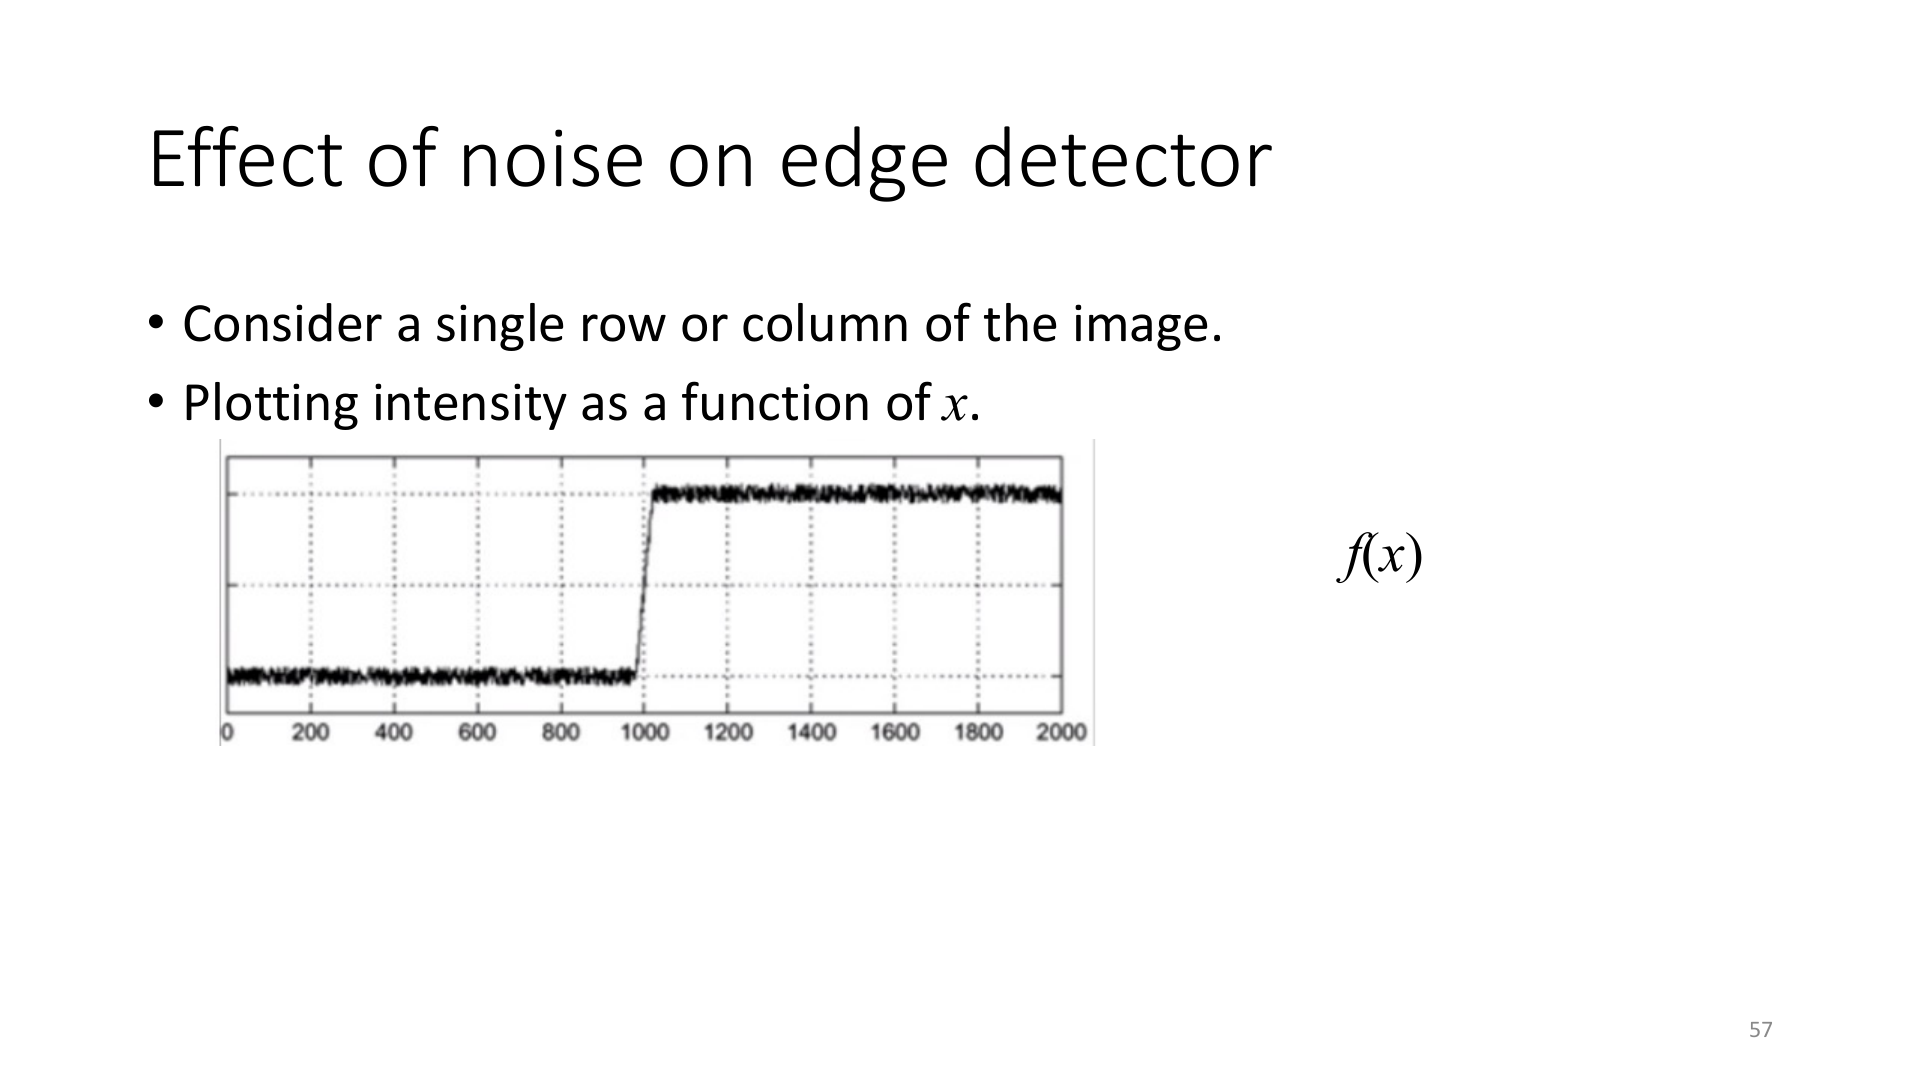 Effect of noise on edge detector
• Consider a single row or column of the image.
• Plotting intensity as a function of x.
f(x)
0 200 400 600 800 1000 1200 1400 1600 1800 2000
57